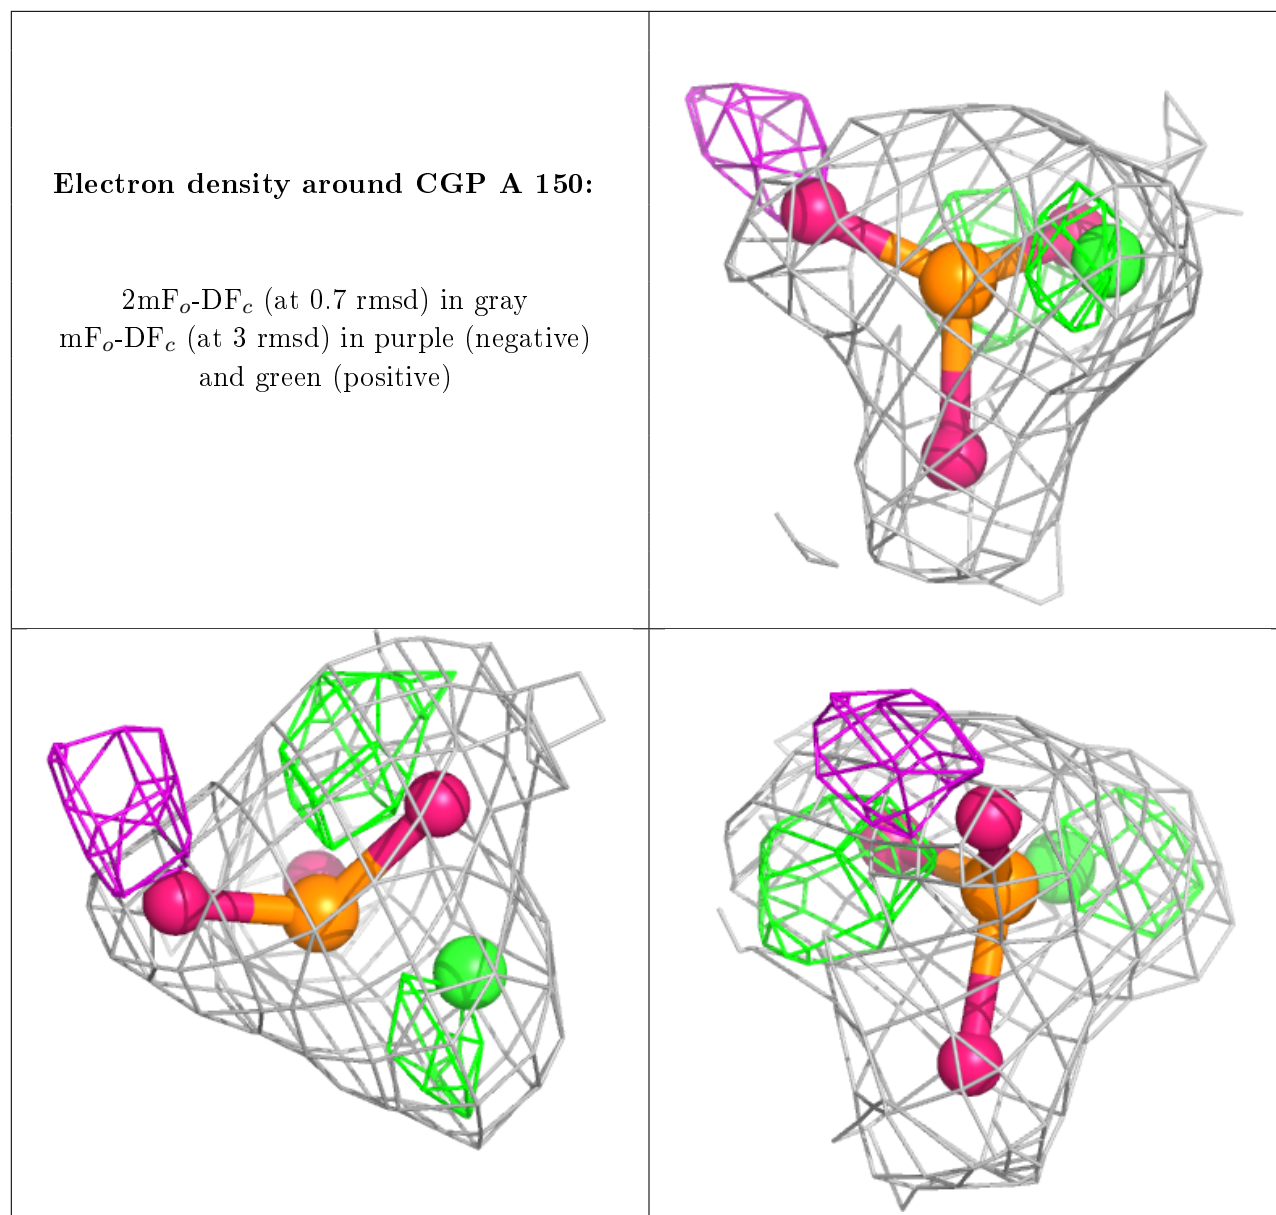 Electron density around CGP A 150:
2mFo-DFc (at 0.7 rmsd) in gray
mFo-DFc (at 3 rmsd) in purple (negative)
and green (positive)